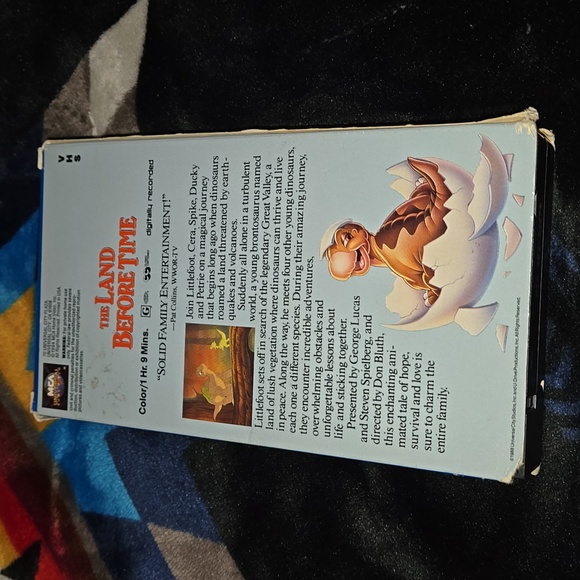 VHS
THE LAND
BEFORE TIME
Color/1 Hr. 9 Mins.
digitally recorded
"SOLID FAMILY ENTERTAINMENT!"
—Pat Collins, WWOR-TV
Join Littlefoot, Cera, Spike, Ducky
and Petrie on a magical journey
that begins long ago when dinosaurs
roamed a land threatened by earth-
quakes and volcanoes.
Suddenly all alone in a turbulent
world, a young brontosaurus named
Littlefoot sets off in search of the legendary Great Valley, a
land of lush vegetation where dinosaurs can thrive and live
in peace. Along the way, he meets four other young dinosaurs,
each one a different species. During their amazing journey,
they encounter incredible adventures,
overwhelming obstacles and
unforgettable lessons about
life and sticking together.
Presented by George Lucas
and Steven Spielberg, and
directed by Don Bluth,
this enchanting ani-
mated tale of hope,
survival and love is
sure to charm the
entire family.
MCA